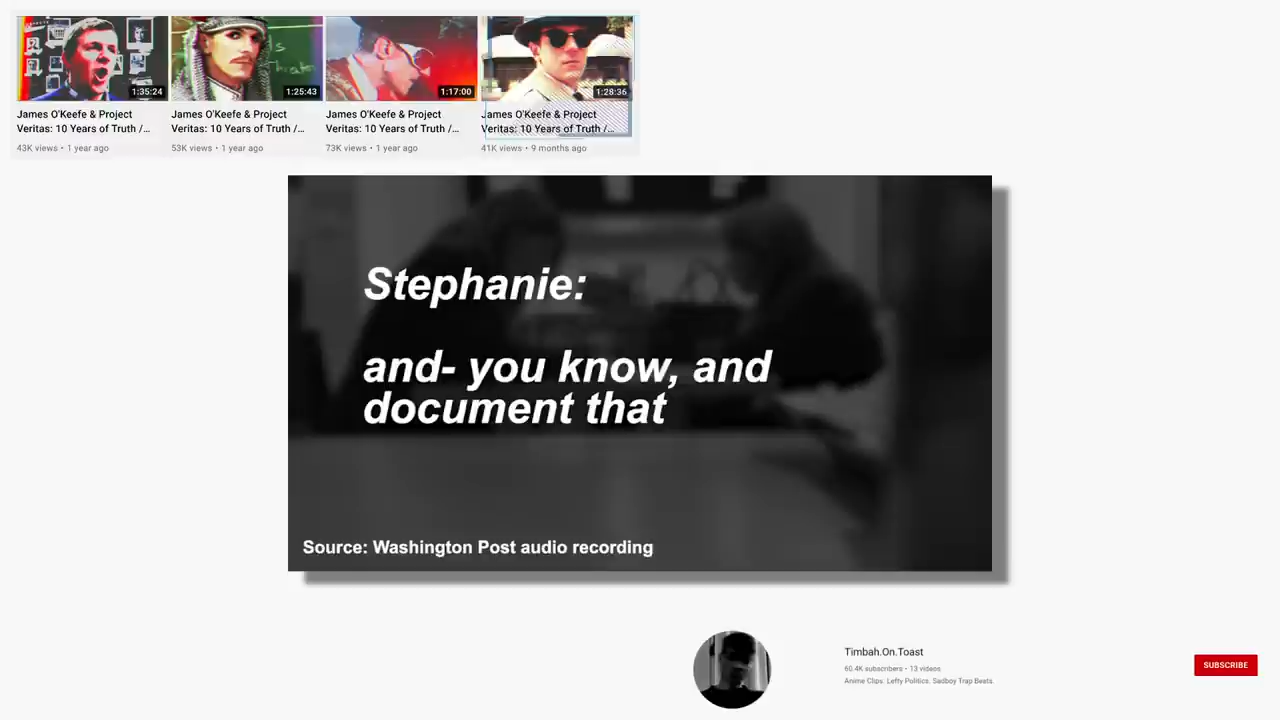 1:35:24
1:25:43
1:17:00
1:28:36
James O'Keefe & Project
Veritas: 10 Years of Truth /...
43K views • 1 year ago
James O'Keefe & Project
Veritas: 10 Years of Truth /...
53K views • 1 year ago
James O'Keefe & Project
Veritas: 10 Years of Truth /...
73K views • 1 year ago
James O'Keefe & Project
Veritas: 10 Years of Truth /...
41K views • 9 months ago
Stephanie:
and- you know, and
document that
Source: Washington Post audio recording
Timbah.On.Toast
60.4K subscribers • 13 videos
Anime Clips. Lefty Politics. Sadboy Trap Beats.
SUBSCRIBE